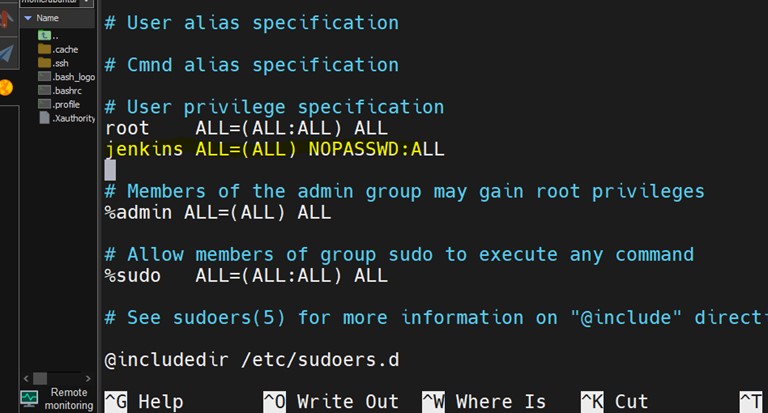 Name
..
.cache
.ssh
.bash_logo
.bashrc
.profile
.Xauthority
Remote
monitoring
# User alias specification
# Cmnd alias specification
# User privilege specification
root    ALL=(ALL:ALL) ALL
jenkins ALL=(ALL) NOPASSWD:ALL
# Members of the admin group may gain root privileges
%admin ALL=(ALL) ALL
# Allow members of group sudo to execute any command
%sudo   ALL=(ALL:ALL) ALL
# See sudoers(5) for more information on "@include" directi
@includedir /etc/sudoers.d
^G Help ^O Write Out ^W Where Is ^K Cut ^T